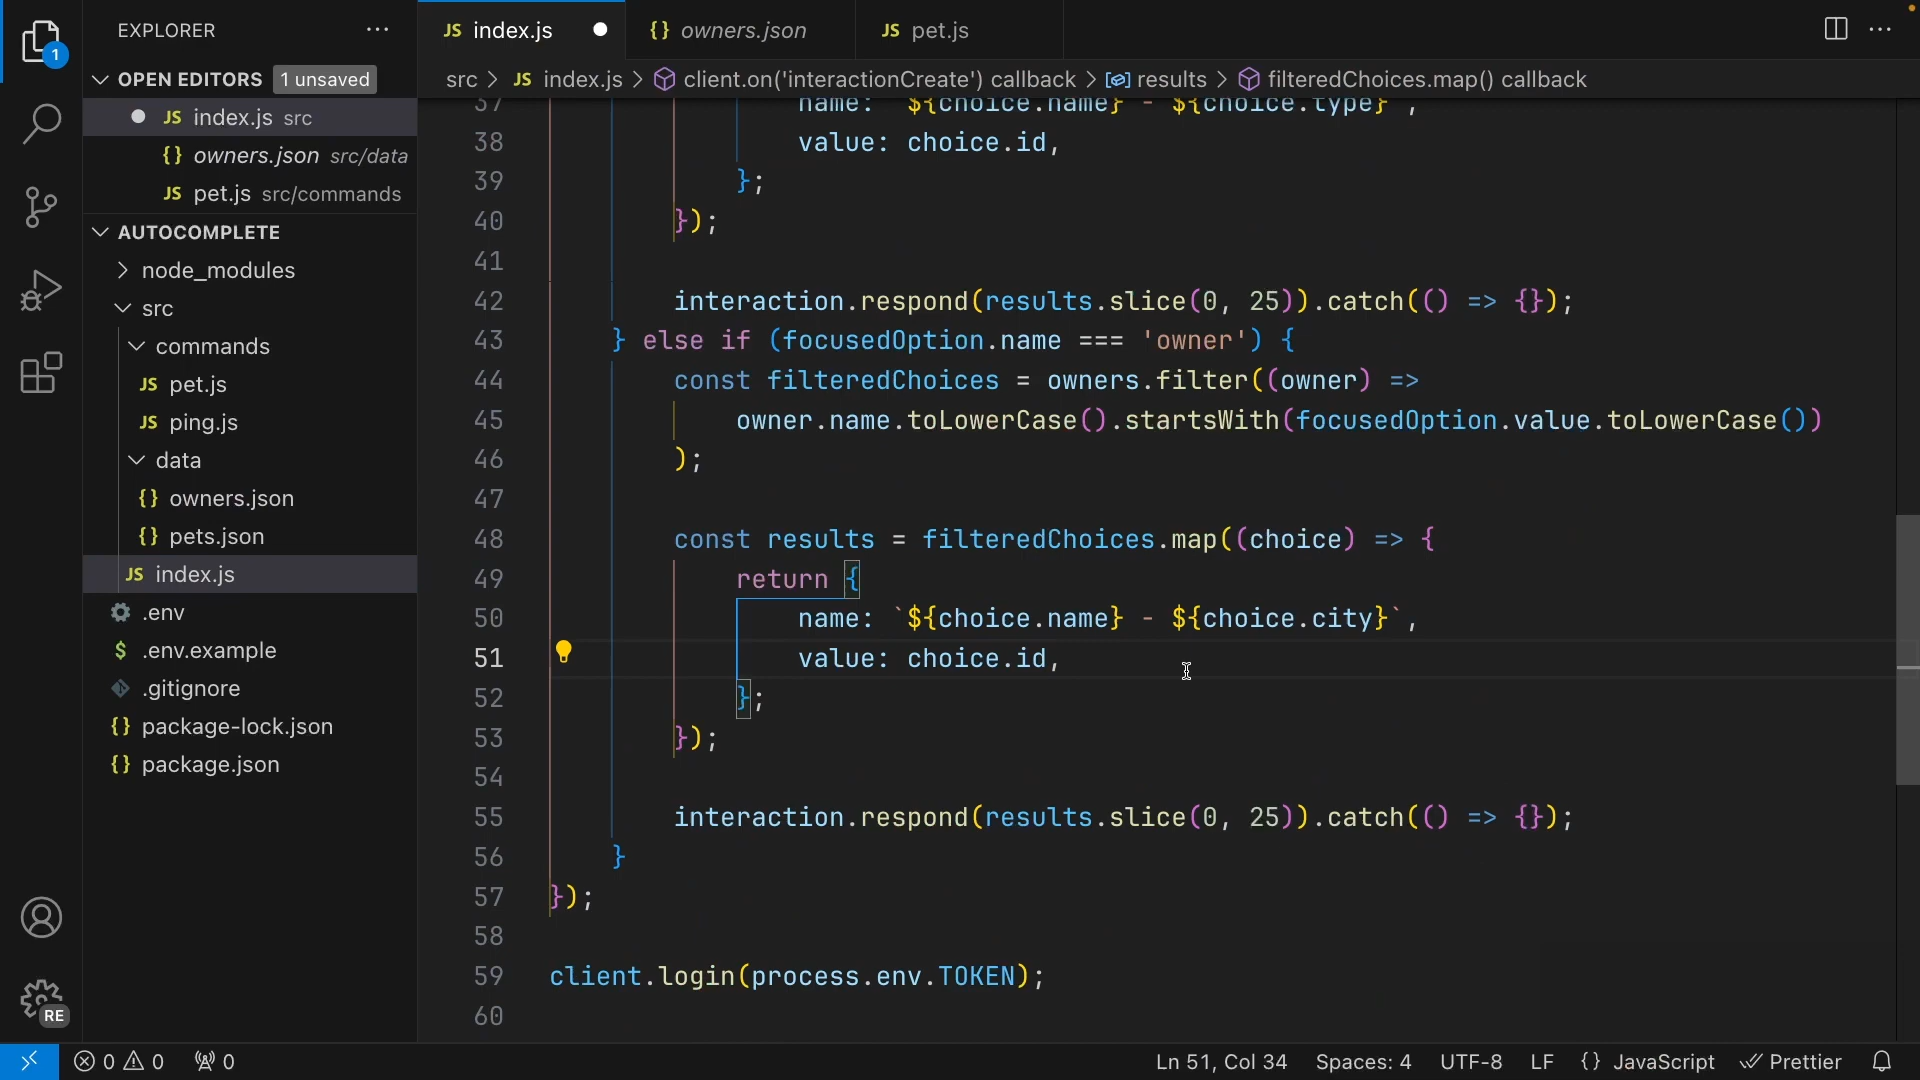 EXPLORER
OPEN EDITORS 1 unsaved
JS index.js src
{} owners.json src/data
JS pet.js src/commands
AUTOCOMPLETE
node_modules
src
commands
JS pet.js
JS ping.js
data
{} owners.json
{} pets.json
JS index.js
.env
$ .env.example
.gitignore
{} package-lock.json
{} package.json
1
RE
JS index.js
{} owners.json
JS pet.js
src > JS index.js > client.on('interactionCreate') callback > results > filteredChoices.map() callback
37 name: `${choice.name} - ${choice.type}`,
38 value: choice.id,
39 };
40 });
41
42 interaction.respond(results.slice(0, 25)).catch(() => {});
43 } else if (focusedOption.name === 'owner') {
44 const filteredChoices = owners.filter((owner) =>
45 owner.name.toLowerCase().startsWith(focusedOption.value.toLowerCase())
46 );
47
48 const results = filteredChoices.map((choice) => {
49 return {
50 name: `${choice.name} - ${choice.city}`,
51 value: choice.id,
52 };
53 });
54
55 interaction.respond(results.slice(0, 25)).catch(() => {});
56 }
57 });
58
59 client.login(process.env.TOKEN);
60
0 0 0
Ln 51, Col 34 Spaces: 4 UTF-8 LF {} JavaScript Prettier